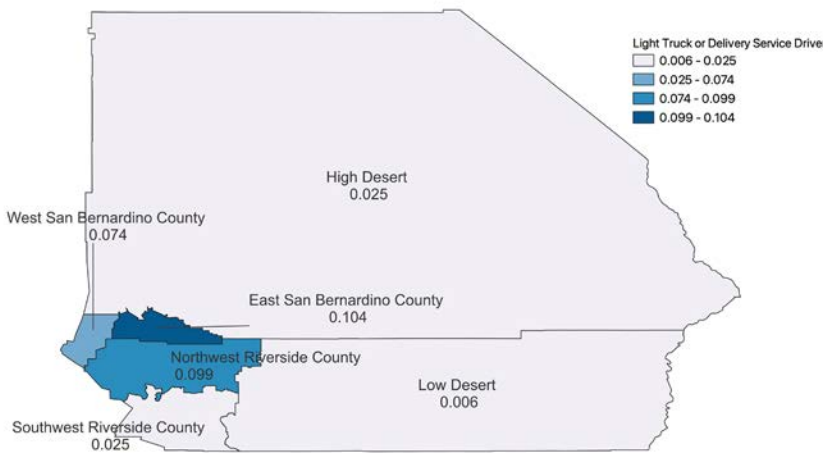 Light Truck or Delivery Service Drive
0.006 - 0.025
0.025 - 0.074
0.074 - 0.099
0.099 - 0.104
High Desert
0.025
West San Bernardino County
0.074
East San Bernardino County
0.104
Northwest Riverside County
0.099
Low Desert
0.006
Southwest Riverside County
0.025